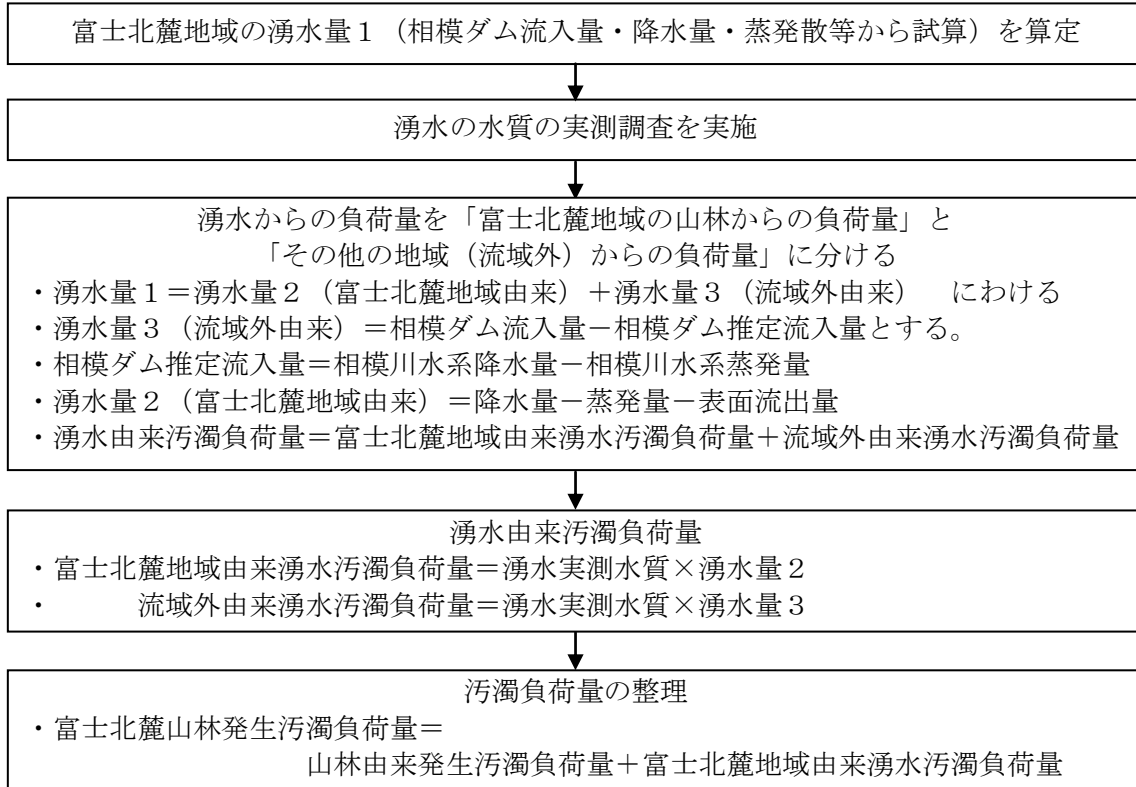 富士北麓地域の湧水量１（相模ダム流入量・降水量・蒸発散等から試算）を算定
湧水の水質の実測調査を実施
湧水からの負荷量を「富士北麓地域の山林からの負荷量」と
「その他の地域（流域外）からの負荷量」に分ける
・湧水量１＝湧水量２（富士北麓地域由来）＋湧水量３（流域外由来）　にわける
・湧水量３（流域外由来）＝相模ダム流入量－相模ダム推定流入量とする。
・相模ダム推定流入量＝相模川水系降水量－相模川水系蒸発量
・湧水量２（富士北麓地域由来）＝降水量－蒸発量－表面流出量
・湧水由来汚濁負荷量＝富士北麓地域由来湧水汚濁負荷量＋流域外由来湧水汚濁負荷量
湧水由来汚濁負荷量
・富士北麓地域由来湧水汚濁負荷量＝湧水実測水質×湧水量２
・　　　流域外由来湧水汚濁負荷量＝湧水実測水質×湧水量３
汚濁負荷量の整理
・富士北麓山林発生汚濁負荷量＝
山林由来発生汚濁負荷量＋富士北麓地域由来湧水汚濁負荷量